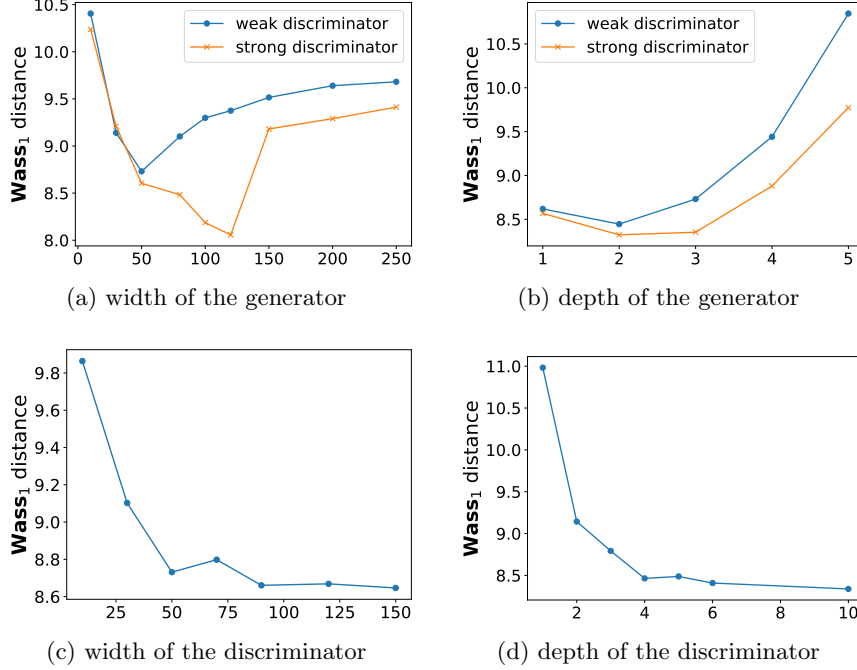 10.5
10.0
9.5
9.0
8.5
8.0
Wass₁ distance
weak discriminator
strong discriminator
0 50 100 150 200 250
(a) width of the generator
10.5
10.0
9.5
9.0
8.5
Wass₁ distance
weak discriminator
strong discriminator
1 2 3 4 5
(b) depth of the generator
9.8
9.6
9.4
9.2
9.0
8.8
8.6
Wass₁ distance
25 50 75 100 125 150
(c) width of the discriminator
11.0
10.5
10.0
9.5
9.0
8.5
Wass₁ distance
2 4 6 8 10
(d) depth of the discriminator